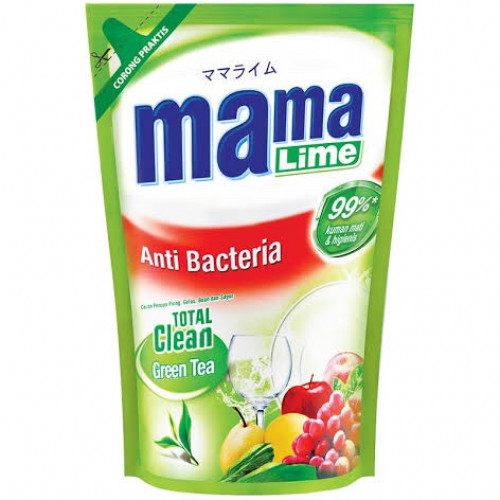 CORONG PRAKTIS
ママライム
mama
Lime
99%*
kuman mati
& higienis
Anti Bacteria
TOTAL
Clean
Green Tea